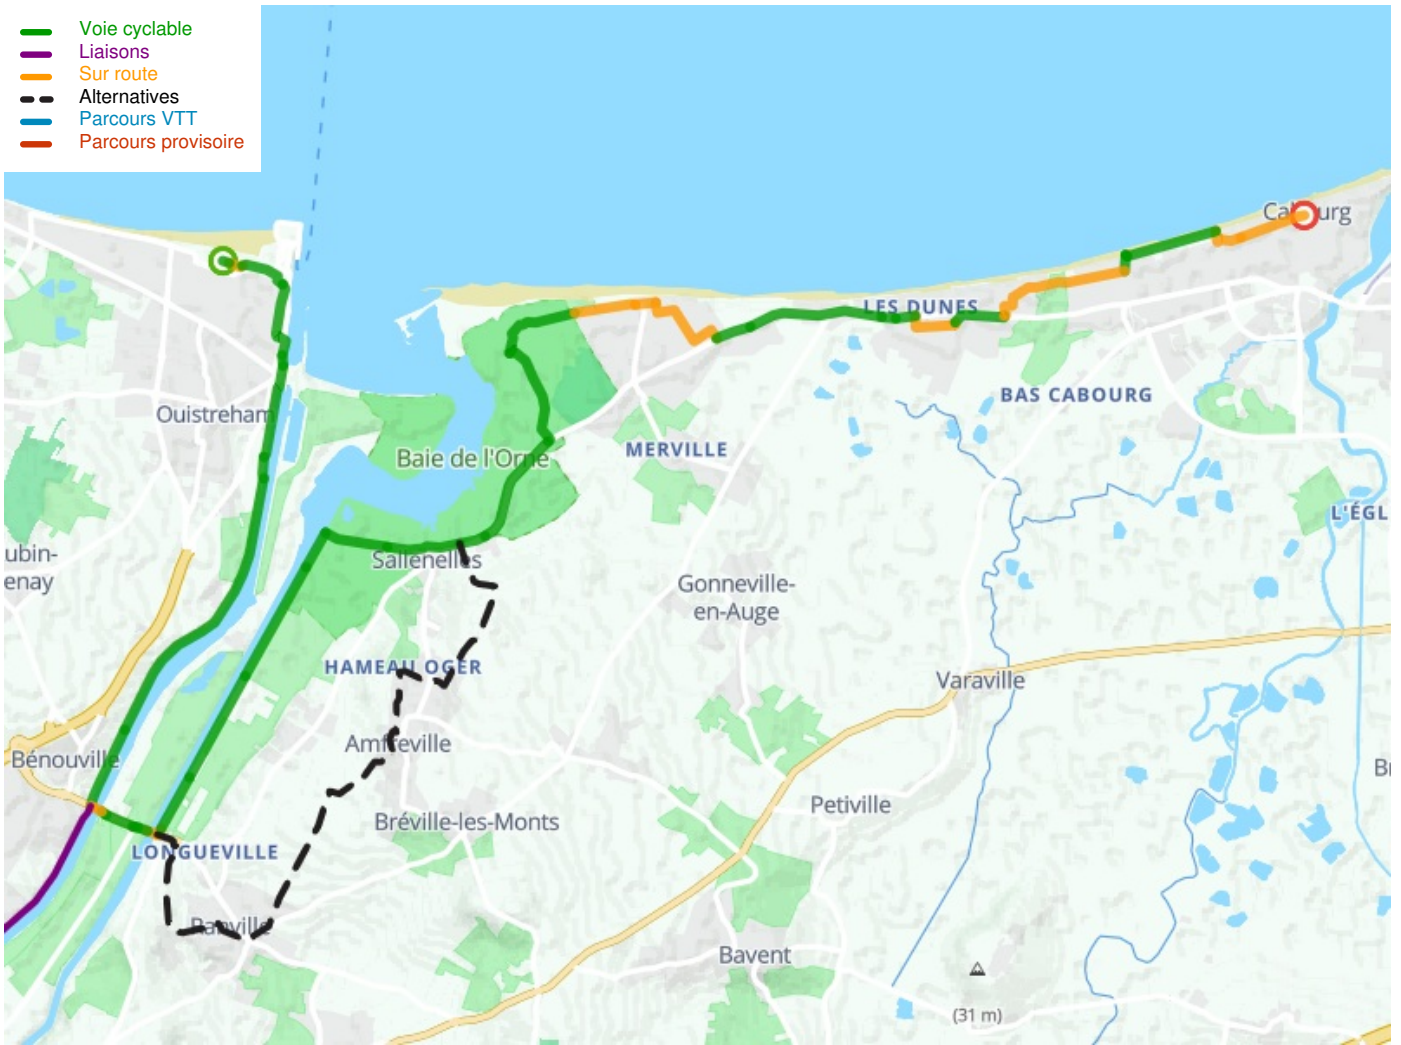 Voie cyclable
Liaisons
Sur route
Alternatives
Parcours VTT
Parcours provisoire
Cabourg
LES DUNES
BAS CABOURG
Ouistreham
Baie de l'Orne
MERVILLE
L'ÉGL
ubin-
enay
Sallenelles
Gonneville-
en-Auge
HAMEAU OGER
Varaville
Amfreville
Bénouville
Br
Petiville
Bréville-les-Monts
LONGUEVILLE
Ranville
Bavent
(31 m)